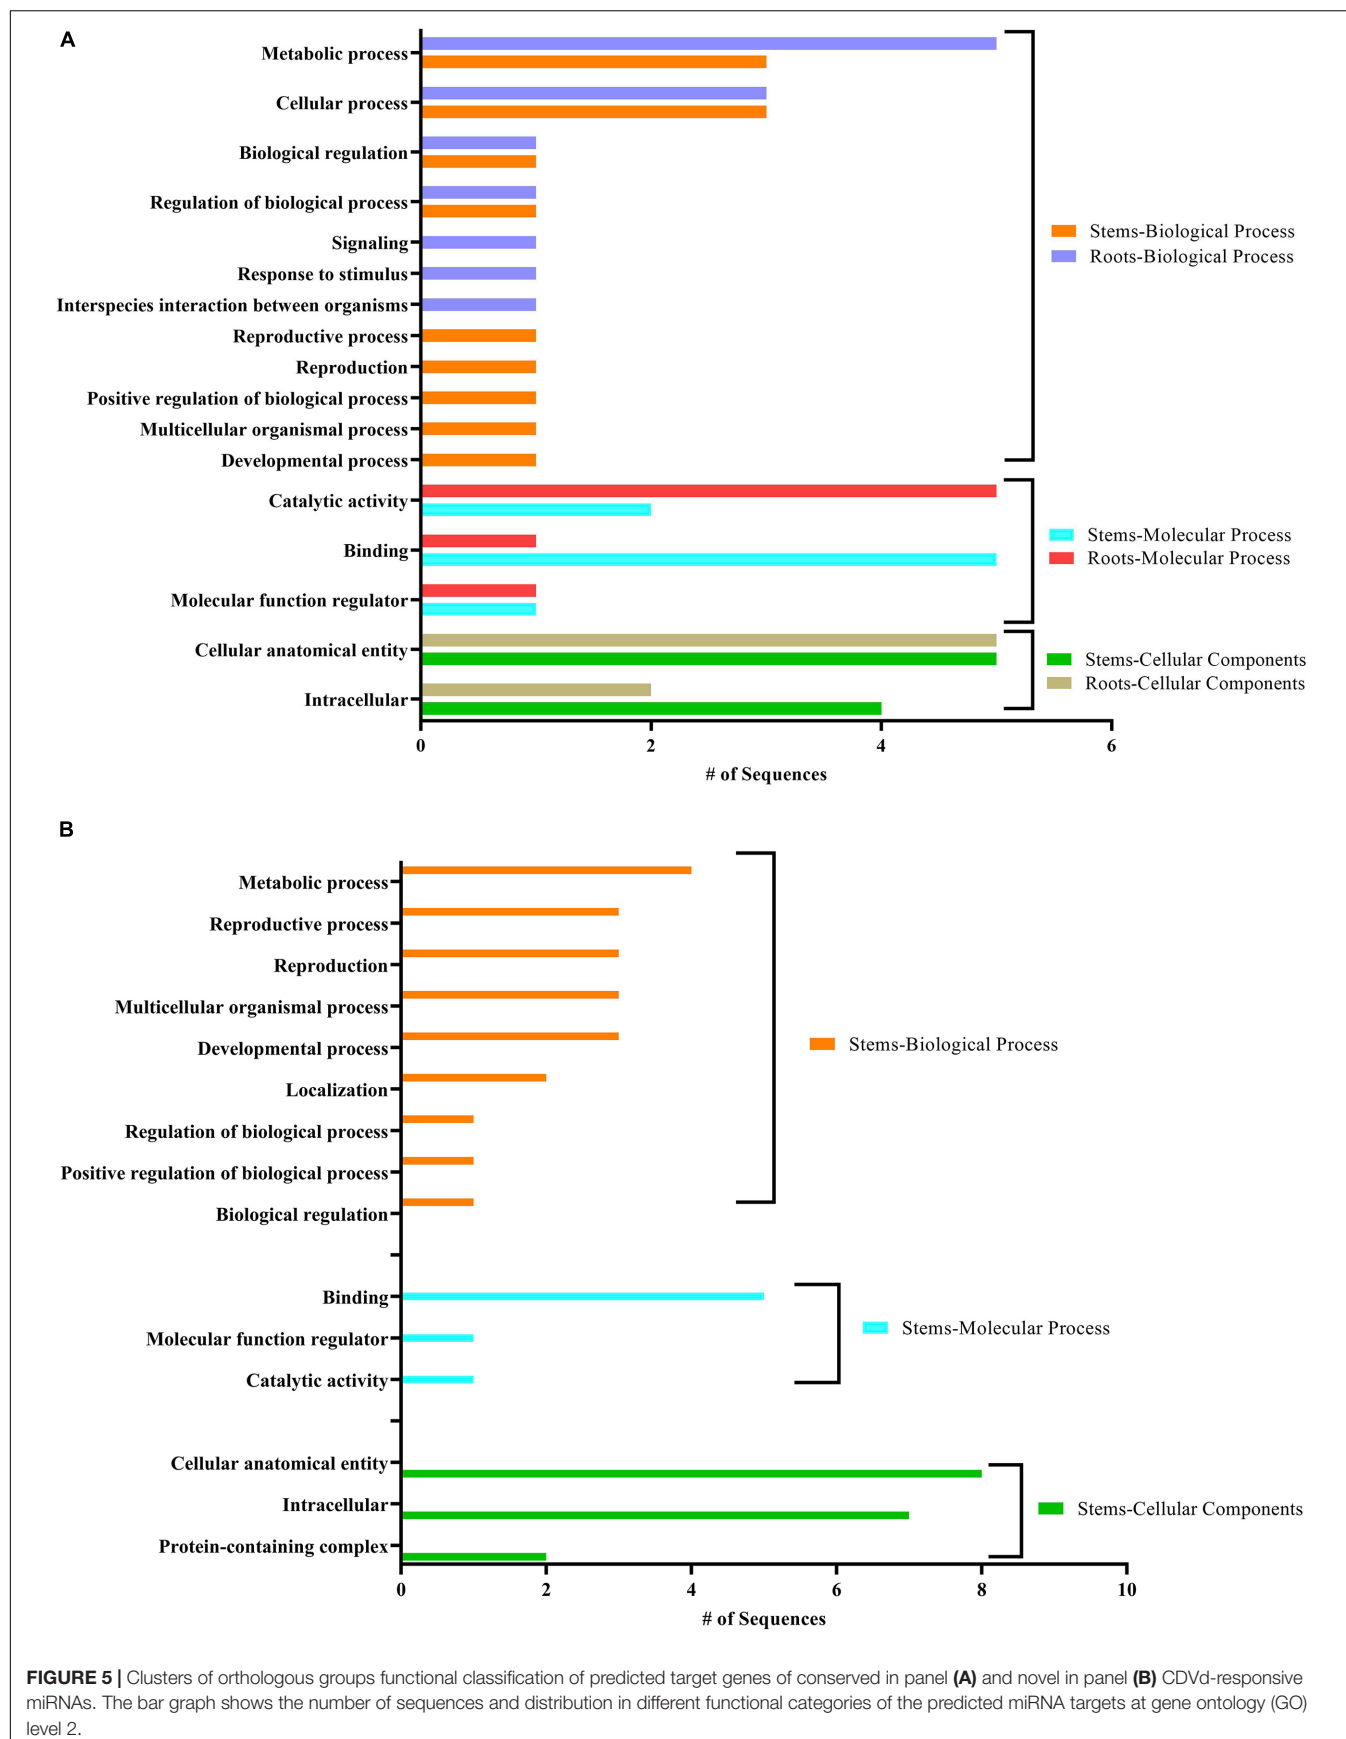 A
Metabolic process
Cellular process
Biological regulation
Regulation of biological process
Signaling
Response to stimulus
Interspecies interaction between organisms
Reproductive process
Reproduction
Positive regulation of biological process
Multicellular organismal process
Developmental process
Catalytic activity
Binding
Molecular function regulator
Cellular anatomical entity
Intracellular
Stems-Biological Process
Roots-Biological Process
Stems-Molecular Process
Roots-Molecular Process
Stems-Cellular Components
Roots-Cellular Components
0 2 4 6
# of Sequences
B
Metabolic process
Reproductive process
Reproduction
Multicellular organismal process
Developmental process
Localization
Regulation of biological process
Positive regulation of biological process
Biological regulation
Binding
Molecular function regulator
Catalytic activity
Cellular anatomical entity
Intracellular
Protein-containing complex
Stems-Biological Process
Stems-Molecular Process
Stems-Cellular Components
0 2 4 6 8 10
# of Sequences
FIGURE 5 | Clusters of orthologous groups functional classification of predicted target genes of conserved in panel (A) and novel in panel (B) CDVd-responsive
miRNAs. The bar graph shows the number of sequences and distribution in different functional categories of the predicted miRNA targets at gene ontology (GO)
level 2.